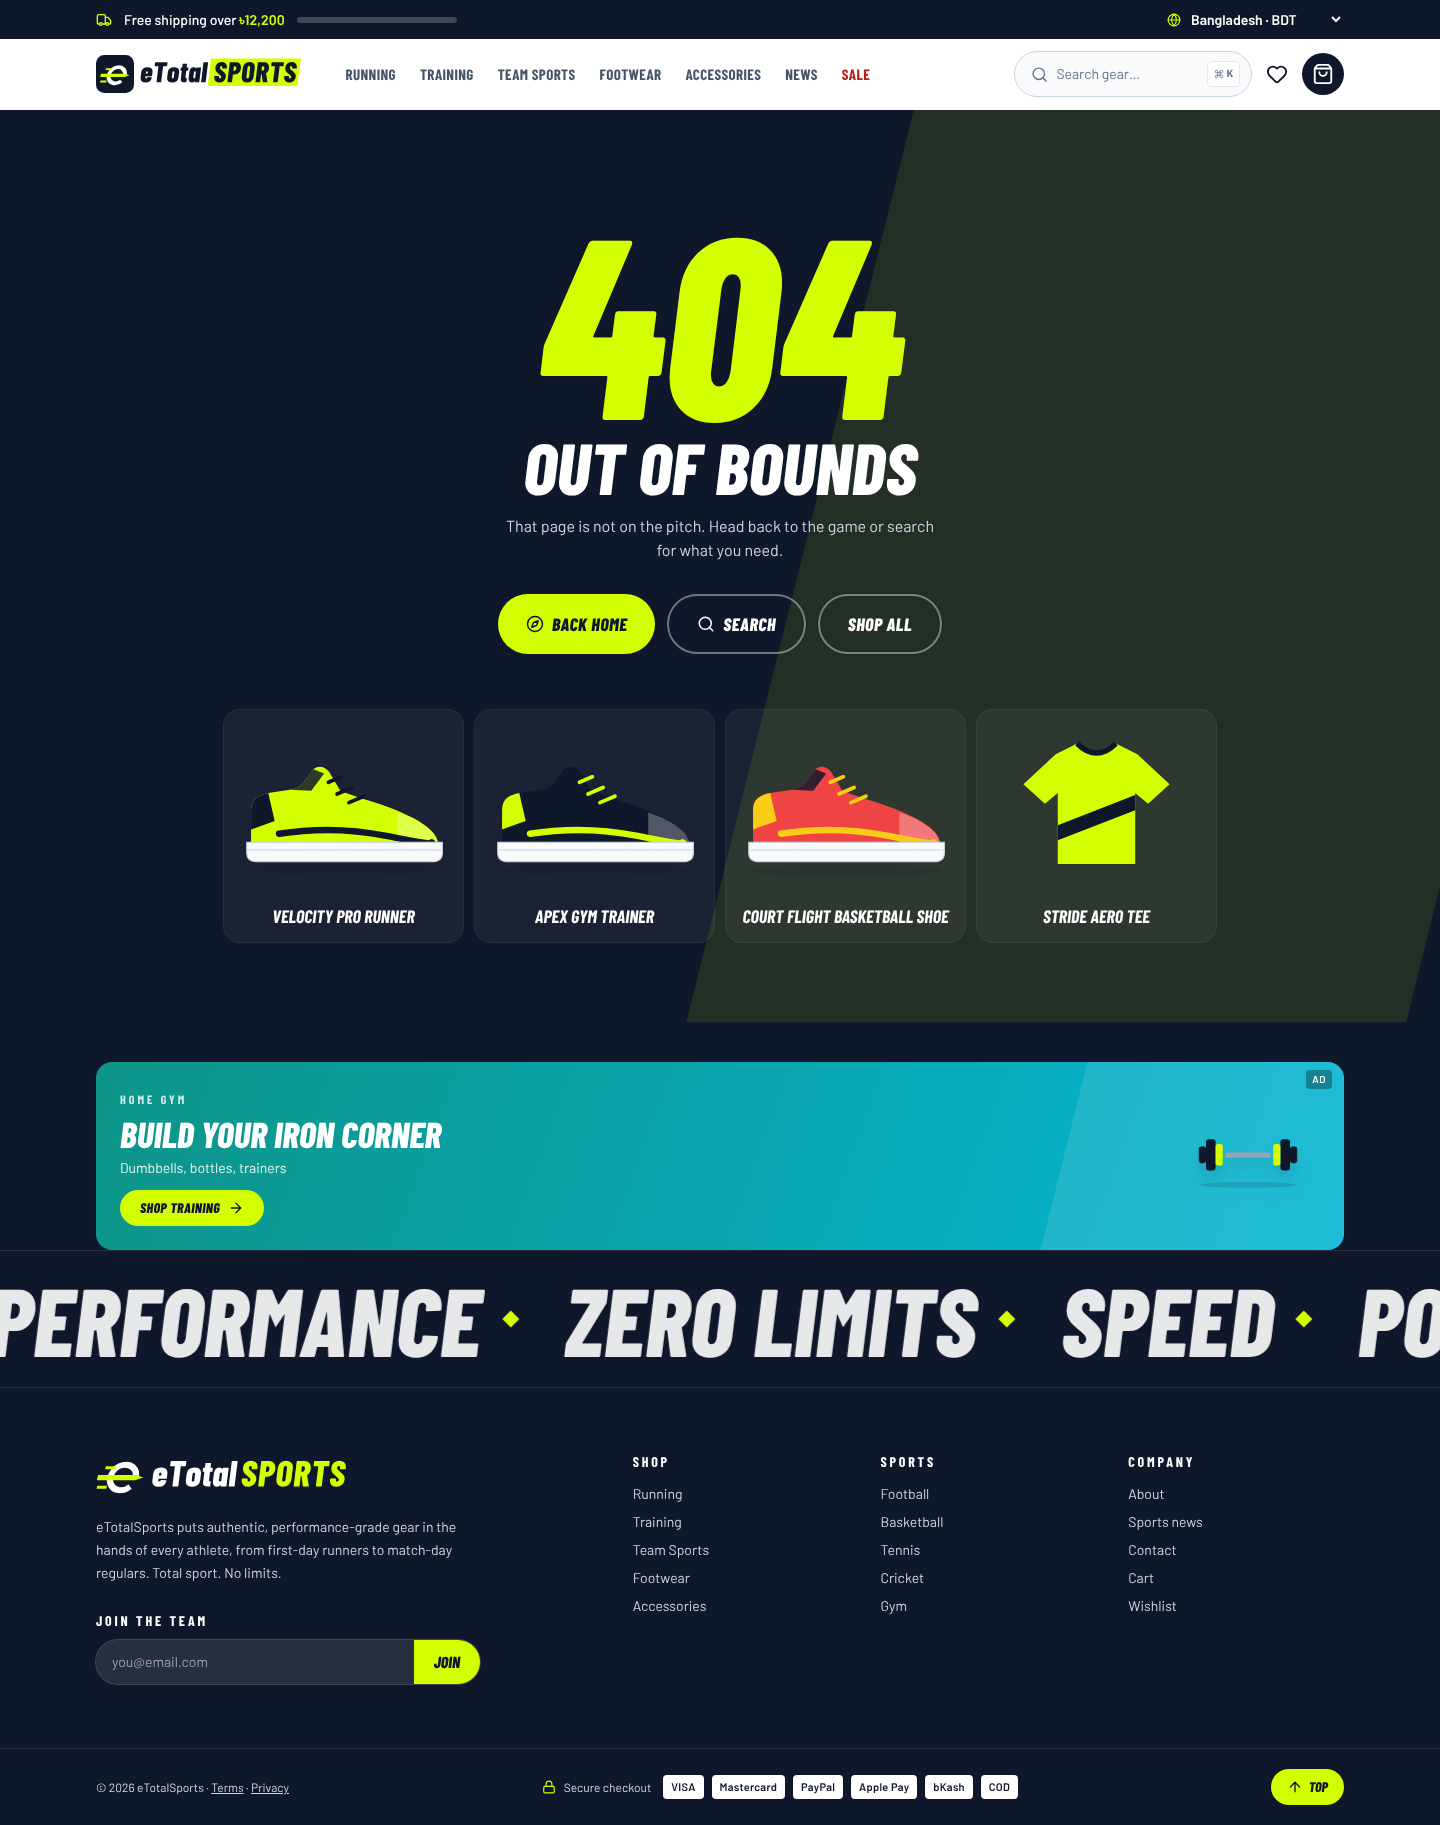 Free shipping over ৳12,200
Bangladesh · BDT
eTotal SPORTS
RUNNING
TRAINING
TEAM SPORTS
FOOTWEAR
ACCESSORIES
NEWS
SALE
Search gear...
⌘ K
404
OUT OF BOUNDS
That page is not on the pitch. Head back to the game or search
for what you need.
BACK HOME
SEARCH
SHOP ALL
VELOCITY PRO RUNNER
APEX GYM TRAINER
COURT FLIGHT BASKETBALL SHOE
STRIDE AERO TEE
AD
HOME GYM
BUILD YOUR IRON CORNER
Dumbbells, bottles, trainers
SHOP TRAINING
PERFORMANCE ◆ ZERO LIMITS ◆ SPEED ◆ PO
eTotal SPORTS
eTotalSports puts authentic, performance-grade gear in the
hands of every athlete, from first-day runners to match-day
regulars. Total sport. No limits.
JOIN THE TEAM
you@email.com
JOIN
SHOP
Running
Training
Team Sports
Footwear
Accessories
SPORTS
Football
Basketball
Tennis
Cricket
Gym
COMPANY
About
Sports news
Contact
Cart
Wishlist
© 2026 eTotalSports · Terms · Privacy
Secure checkout
VISA
Mastercard
PayPal
Apple Pay
bKash
COD
TOP